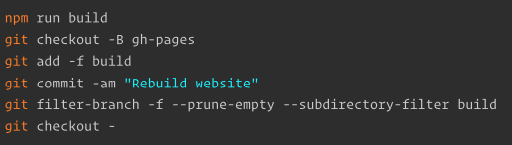 npm run build
git checkout -B gh-pages
git add -f build
git commit -am "Rebuild website"
git filter-branch -f --prune-empty --subdirectory-filter build
git checkout -